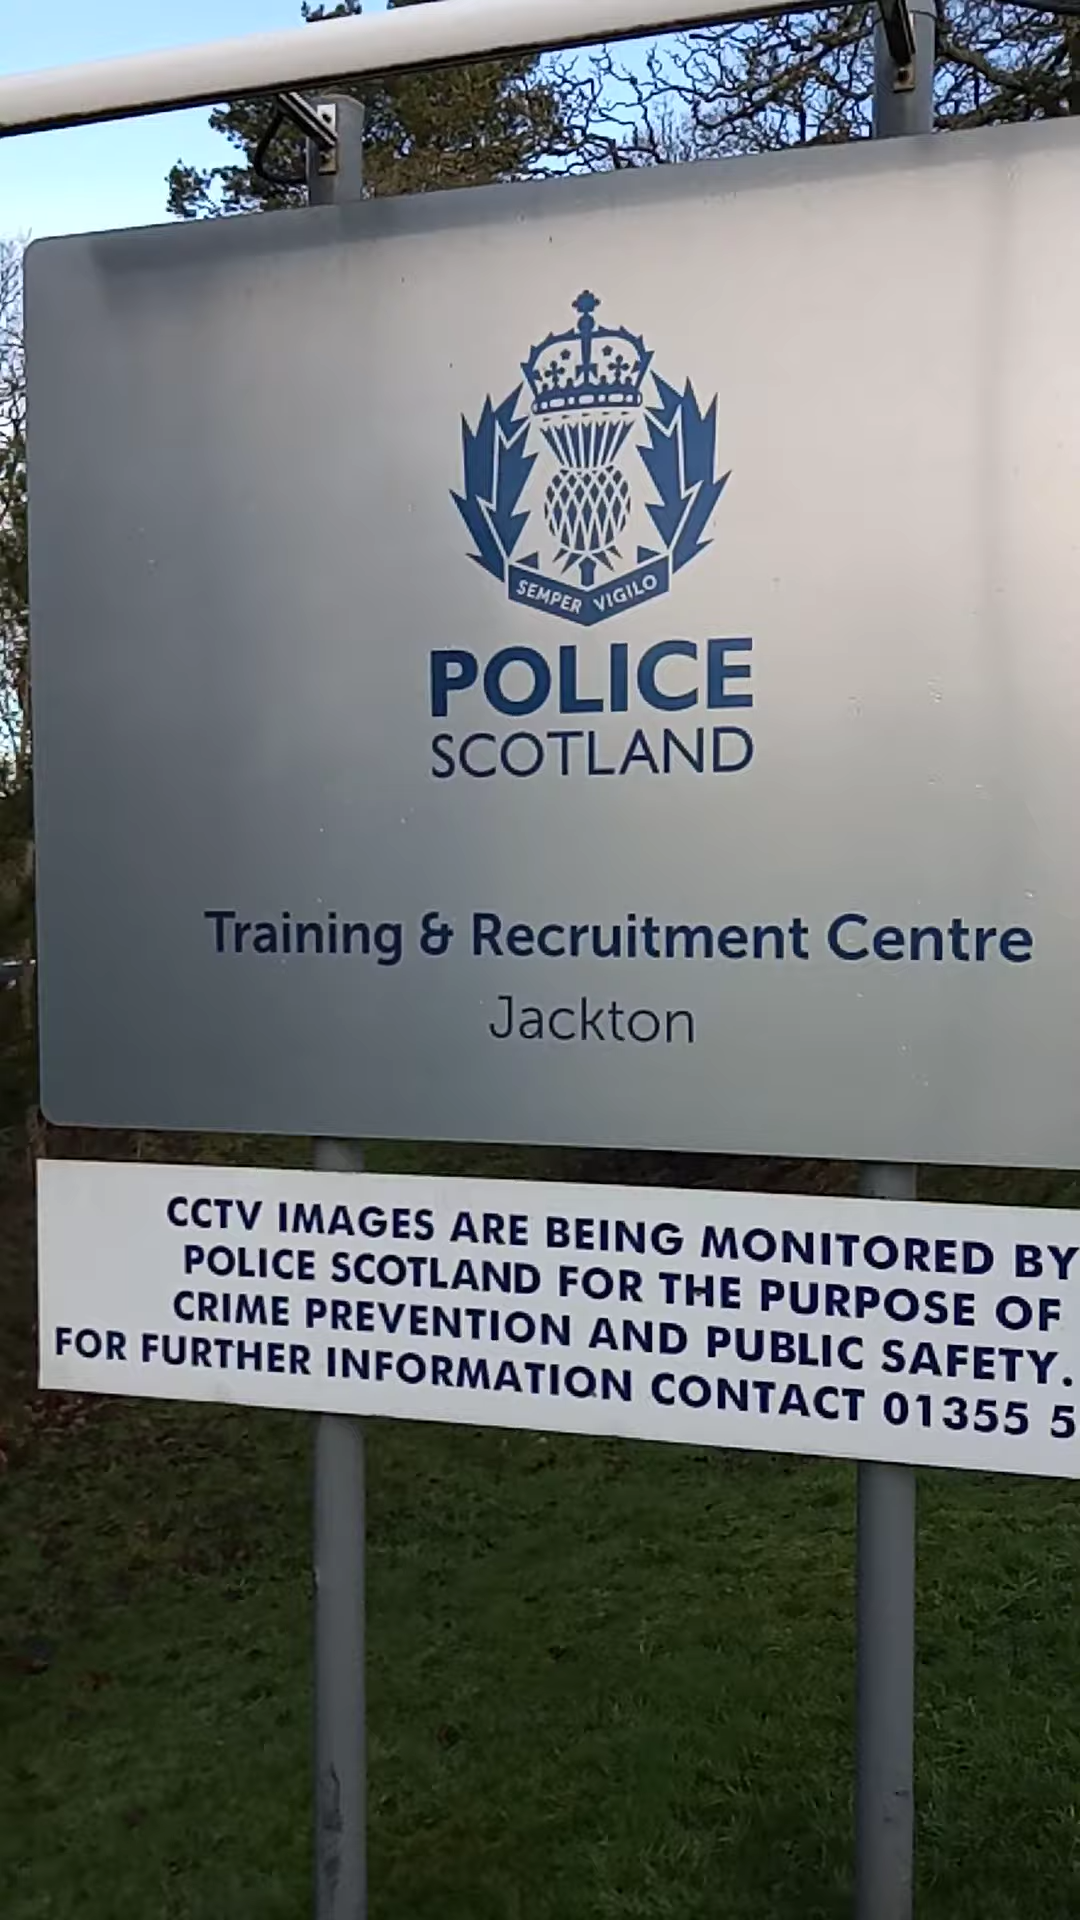 SEMPER VIGILO
POLICE
SCOTLAND
Training & Recruitment Centre
Jackton
CCTV IMAGES ARE BEING MONITORED BY
POLICE SCOTLAND FOR THE PURPOSE OF
CRIME PREVENTION AND PUBLIC SAFETY.
FOR FURTHER INFORMATION CONTACT 01355 5